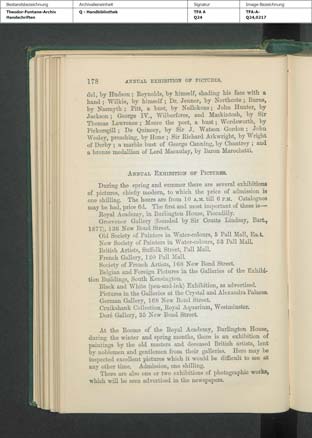 Bestandsbezeichnung
Archivalieneinheit
Signatur
Image-Bezeichnung
Theodor-Fontane-Archiv
Handschriften
Q - Handbibliothek
TFA A
Q24
TFA-A-
Q24,0217
178 ANNUAL EXHIBITION OF PICTURES.
del, by Hudson; Reynolds, by himself, shading his face with a
hand; Wilkie, by himself; Dr. Jenner, by Northcote; Burns,
by Nasmyth; Pitt, a bust, by Nollekens; John Hunter, by
Jackson; George IV., Wilberforce, and Mackintosh, by Sir
Thomas Lawrence; Moore the poet, a bust; Wordsworth, by
Pickersgill; De Quincey, by Sir J. Watson Gordon; John
Wesley, preaching, by Hone; Sir Richard Arkwright, by Wright
of Derby; a marble bust of George Canning, by Chantrey; and
a bronze medallion of Lord Macaulay, by Baron Marochetti.
ANNUAL EXHIBITION OF PICTURES.
During the spring and summer there are several exhibitions
of pictures, chiefly modern, to which the price of admission is
one shilling. The hours are from 10 A.M. till 6 P.M. Catalogues
may be had, price 6d. The first and most important of these is—
Royal Academy, in Burlington House, Piccadilly.
Grosvenor Gallery (founded by Sir Coutts Lindsay, Bart.,
1877), 136 New Bond Street.
Old Society of Painters in Water-colours, 5 Pall Mall, East.
New Society of Painters in Water-colours, 53 Pall Mall.
British Artists, Suffolk Street, Pall Mall.
French Gallery, 120 Pall Mall.
Society of French Artists, 168 New Bond Street.
Belgian and Foreign Pictures in the Galleries of the Exhibi-
tion Buildings, South Kensington.
Black and White (pen-and-ink) Exhibition, as advertised.
Pictures in the Galleries at the Crystal and Alexandra Palaces.
German Gallery, 168 New Bond Street.
Cruikshank Collection, Royal Aquarium, Westminster.
Doré Gallery, 35 New Bond Street.
At the Rooms of the Royal Academy, Burlington House,
during the winter and spring months, there is an exhibition of
paintings by the old masters and deceased British artists, lent
by noblemen and gentlemen from their galleries. Here may be
inspected excellent pictures which it would be difficult to see at
any other time. Admission, one shilling.
There are also one or two exhibitions of photographic works,
which will be seen advertised in the newspapers.